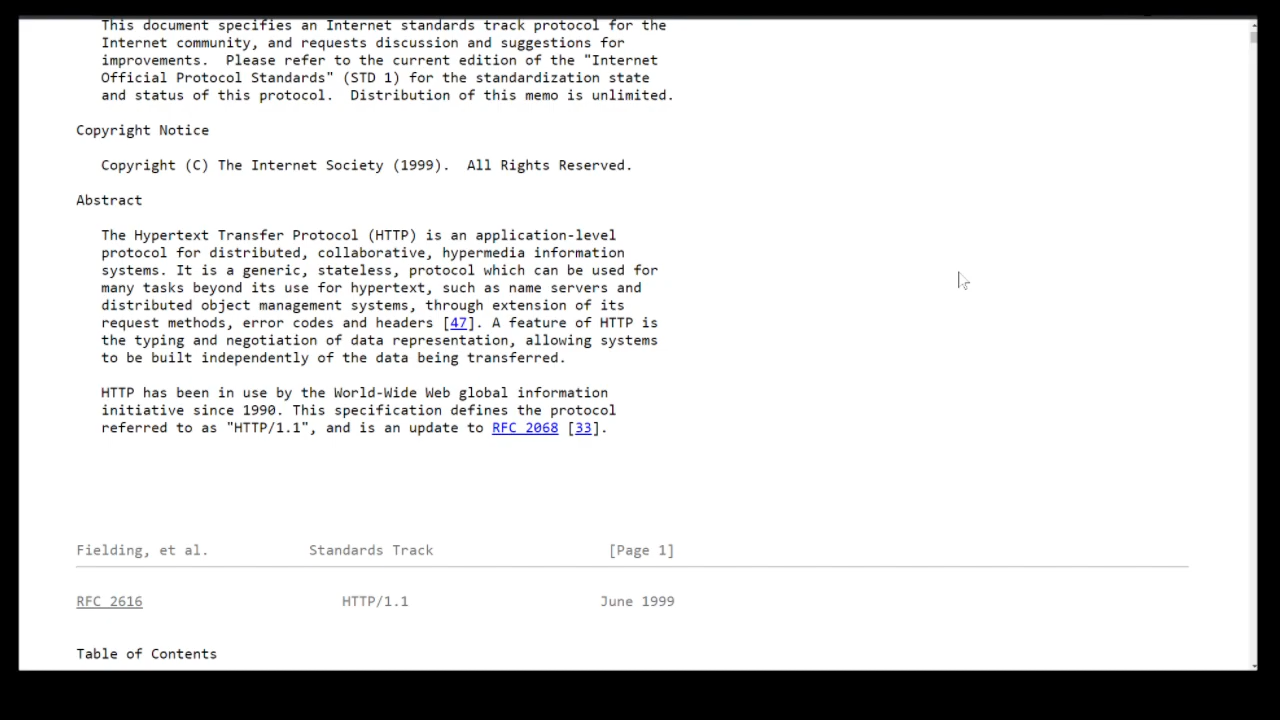 This document specifies an Internet standards track protocol for the
Internet community, and requests discussion and suggestions for
improvements.  Please refer to the current edition of the "Internet
Official Protocol Standards" (STD 1) for the standardization state
and status of this protocol.  Distribution of this memo is unlimited.
Copyright Notice
Copyright (C) The Internet Society (1999).  All Rights Reserved.
Abstract
The Hypertext Transfer Protocol (HTTP) is an application-level
protocol for distributed, collaborative, hypermedia information
systems. It is a generic, stateless, protocol which can be used for
many tasks beyond its use for hypertext, such as name servers and
distributed object management systems, through extension of its
request methods, error codes and headers [47]. A feature of HTTP is
the typing and negotiation of data representation, allowing systems
to be built independently of the data being transferred.
HTTP has been in use by the World-Wide Web global information
initiative since 1990. This specification defines the protocol
referred to as "HTTP/1.1", and is an update to RFC 2068 [33].
Fielding, et al. Standards Track [Page 1]
RFC 2616 HTTP/1.1 June 1999
Table of Contents